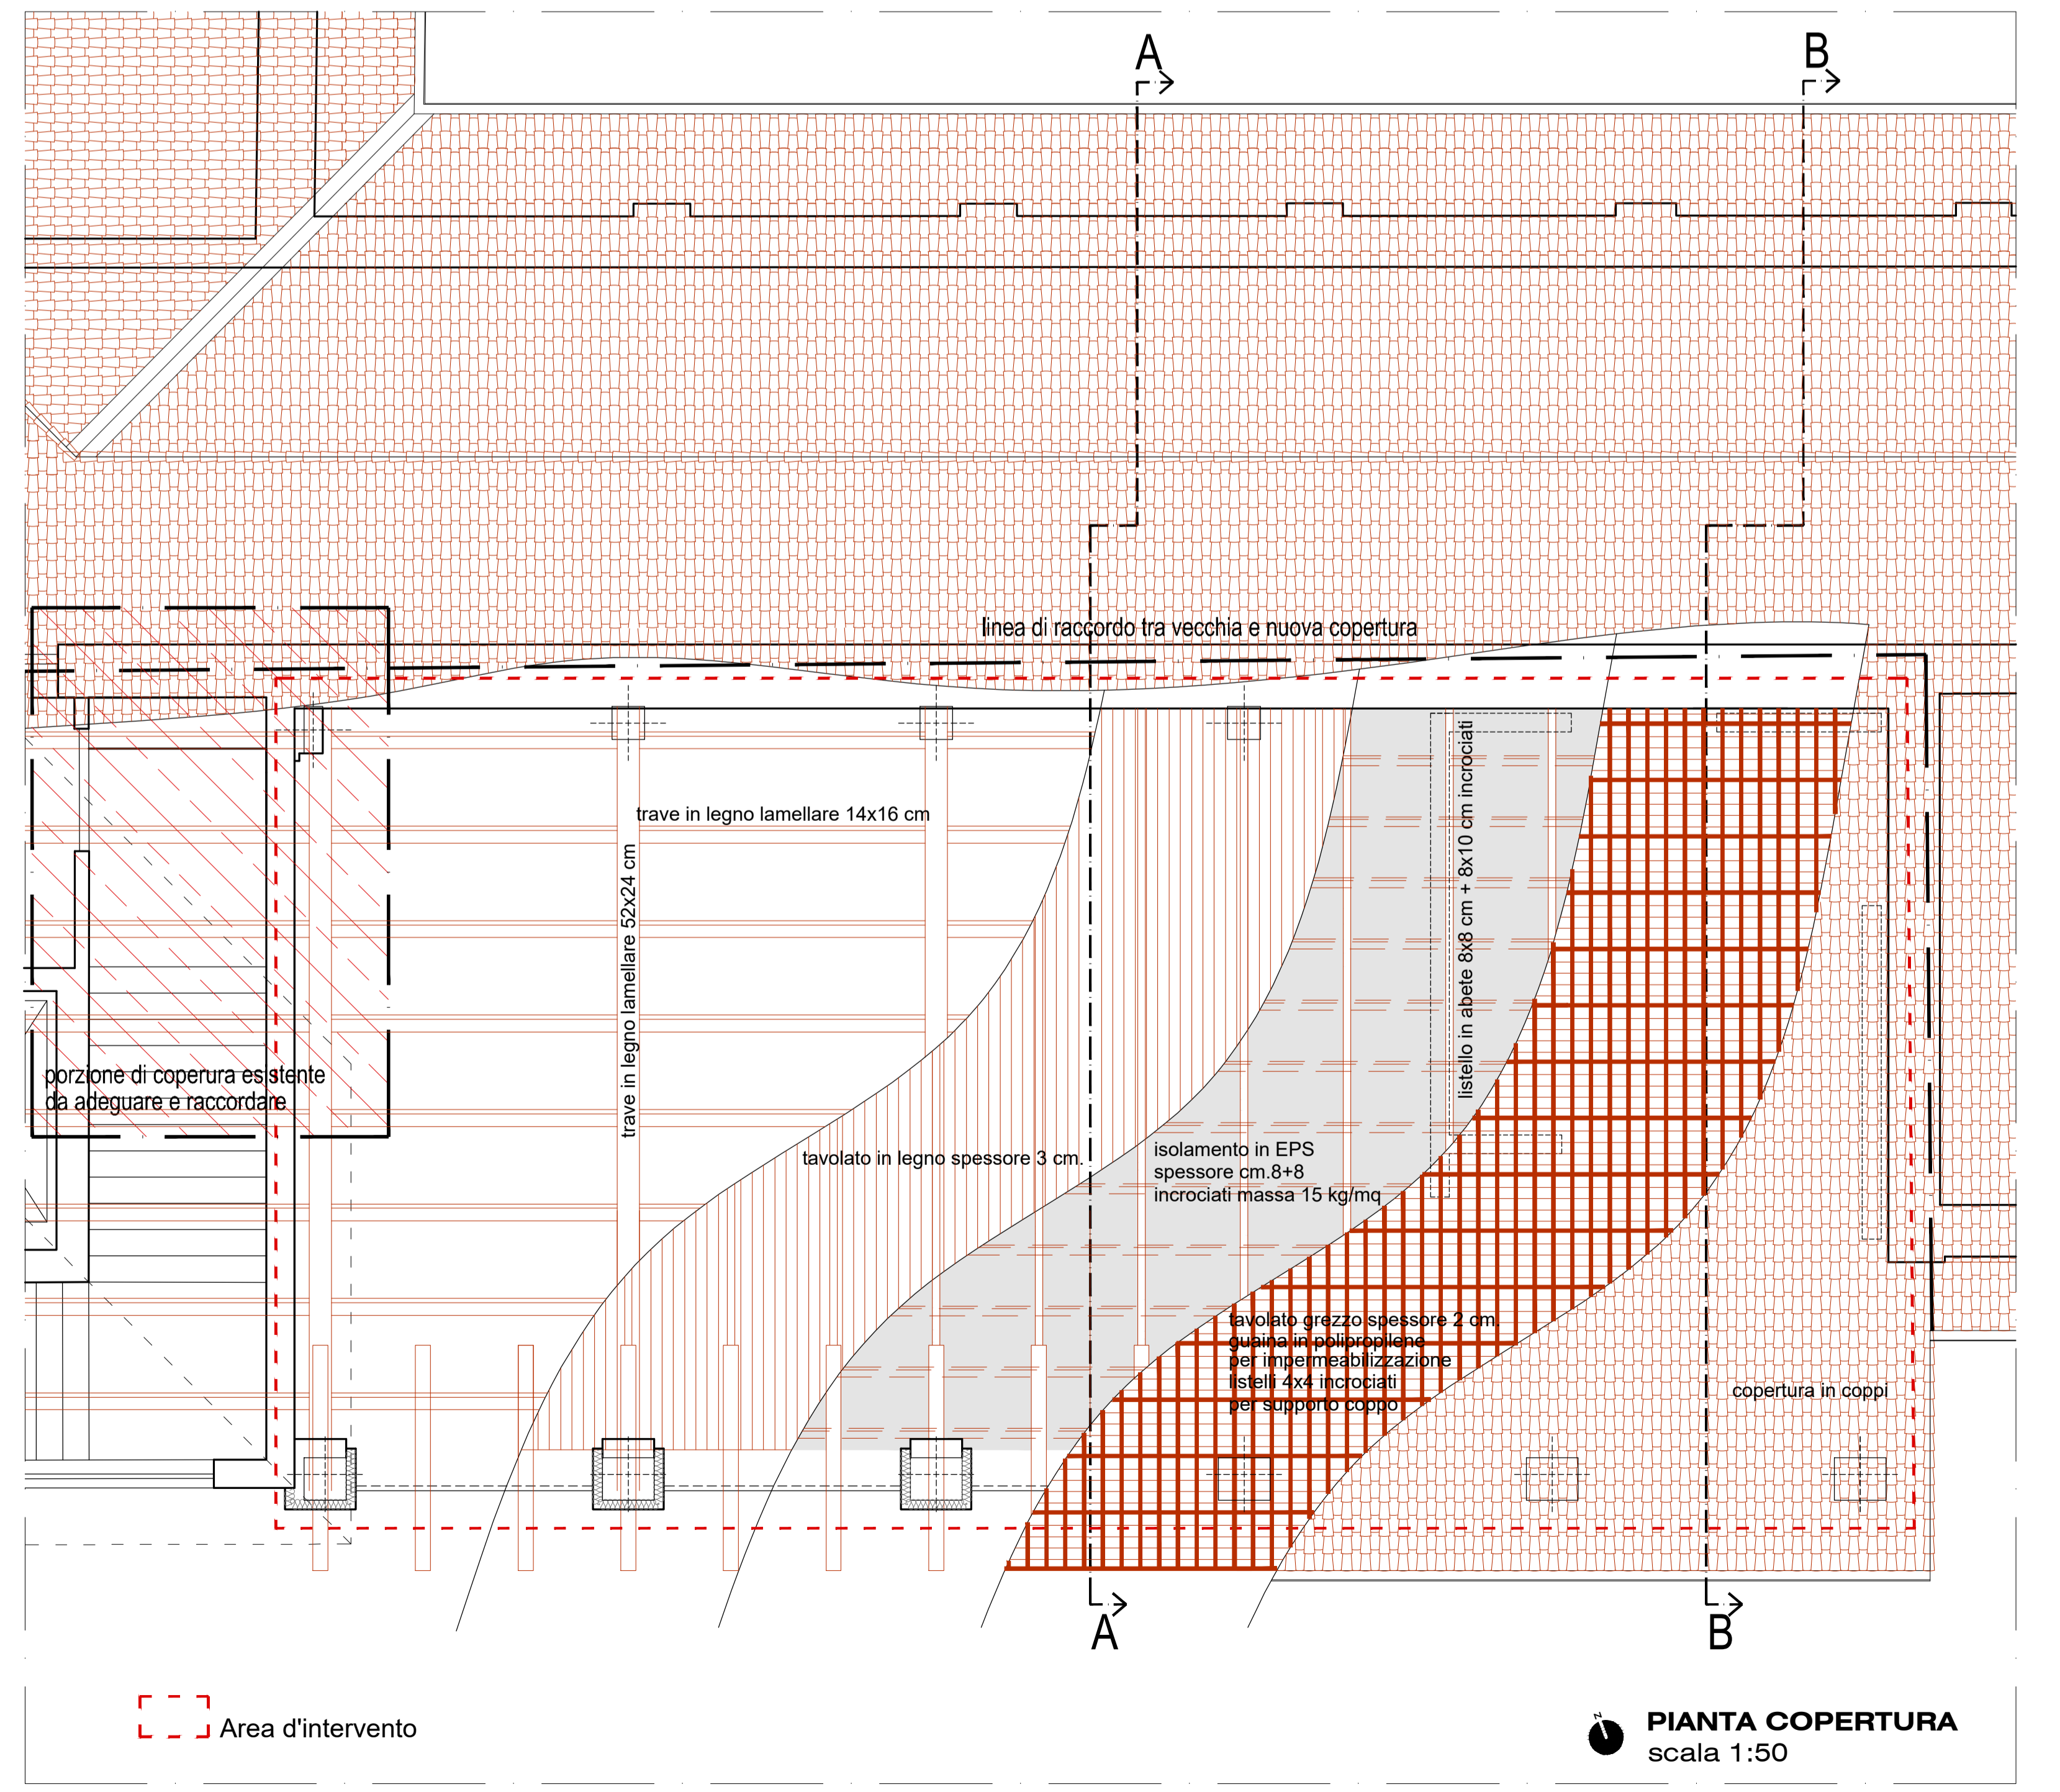 A
B
linea di raccordo tra vecchia e nuova copertura
trave in legno lamellare 14x16 cm
trave in legno lamellare 52x24 cm
listello in abete 8x8 cm + 8x10 cm incrociati
porzione di coperura esistente
da adeguare e raccordare
tavolato in legno spessore 3 cm.
isolamento in EPS
spessore cm.8+8
incrociati massa 15 kg/mq
tavolato grezzo spessore 2 cm.
guaina in polipropilene
per impermeabilizzazione
listelli 4x4 incrociati
per supporto coppo
copertura in coppi
A
B
Area d'intervento
N
PIANTA COPERTURA
scala 1:50